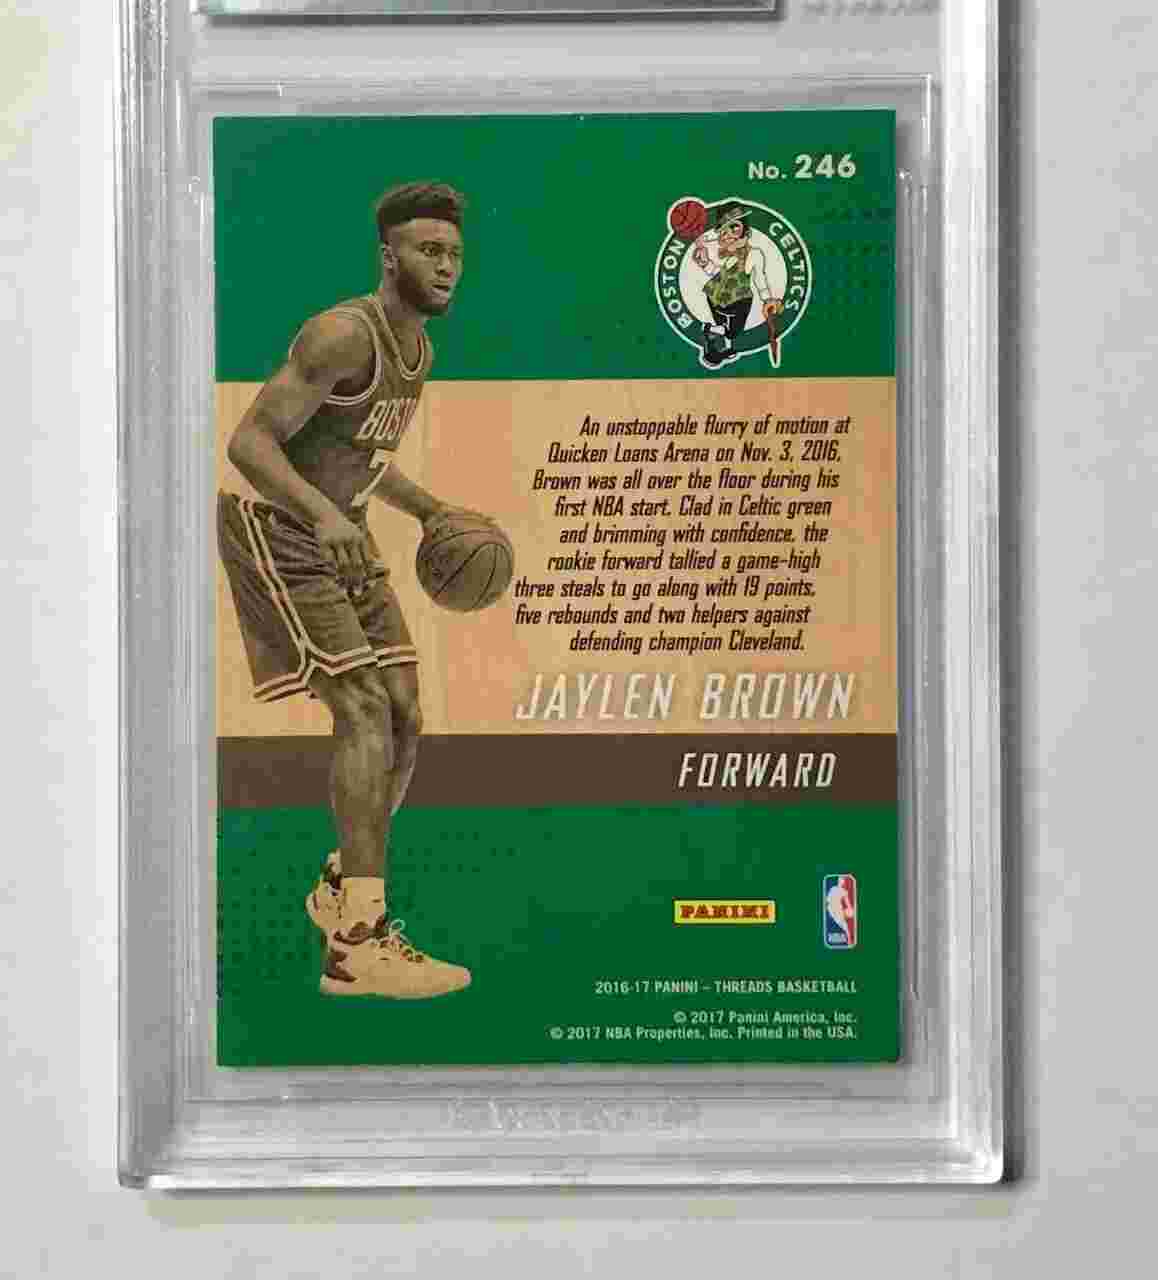 No. 246
BOSTON CELTICS
BOSTON
7
An unstoppable flurry of motion at
Quicken Loans Arena on Nov. 3, 2016,
Brown was all over the floor during his
first NBA start. Clad in Celtic green
and brimming with confidence, the
rookie forward tallied a game-high
three steals to go along with 19 points,
five rebounds and two helpers against
defending champion Cleveland.
JAYLEN BROWN
FORWARD
PANINI
NBA
2016-17 PANINI – THREADS BASKETBALL
© 2017 Panini America, Inc.
© 2017 NBA Properties, Inc. Printed in the USA.